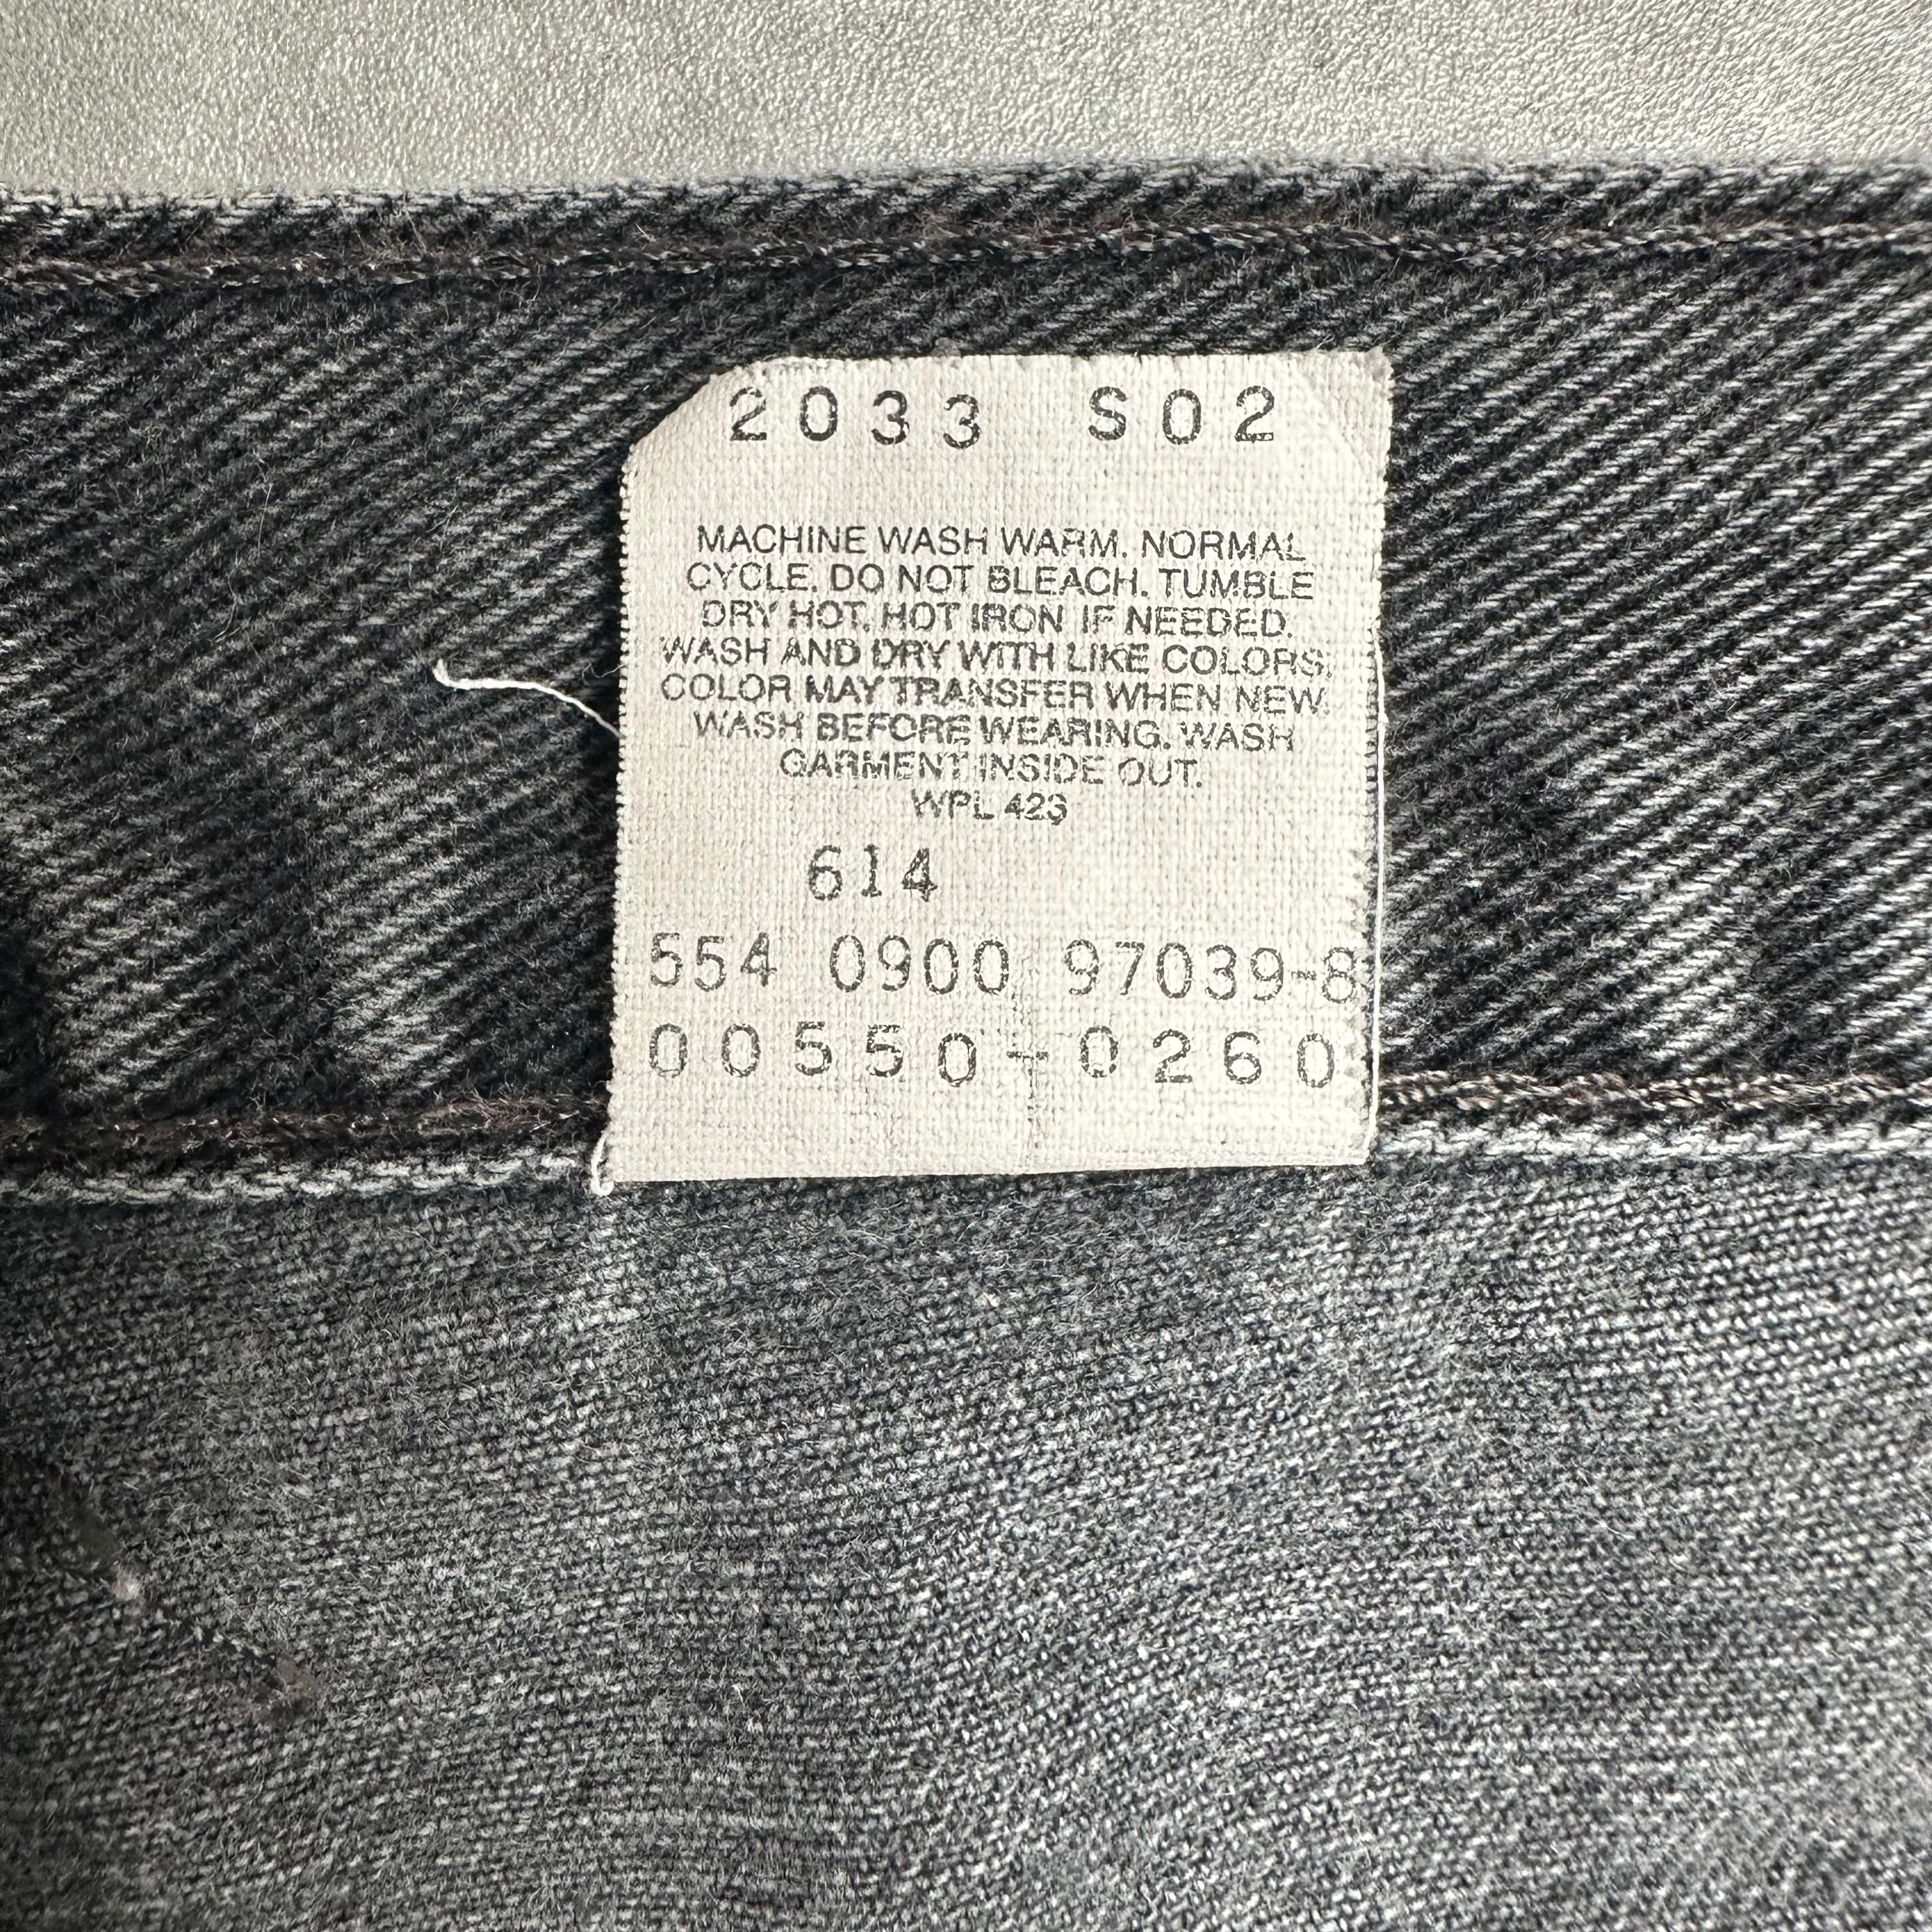 2033 S02
MACHINE WASH WARM. NORMAL
CYCLE. DO NOT BLEACH. TUMBLE
DRY HOT. HOT IRON IF NEEDED.
WASH AND DRY WITH LIKE COLORS.
COLOR MAY TRANSFER WHEN NEW.
WASH BEFORE WEARING. WASH
GARMENT INSIDE OUT.
WPL 423
614
554 0900 97039-8
00550-0260